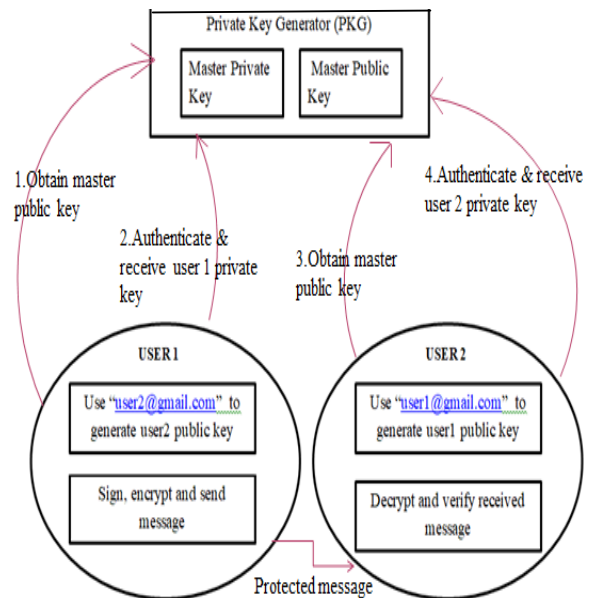 Private Key Generator (PKG)
Master Private
Key
Master Public
Key
1.Obtain master
public key
2.Authenticate &
receive user 1 private
key
3.Obtain master
public key
4.Authenticate & receive
user 2 private key
USER 1
Use “user2@gmail.com” to
generate user2 public key
Sign, encrypt and send
message
USER 2
Use “user1@gmail.com” to
generate user1 public key
Decrypt and verify received
message
Protected message